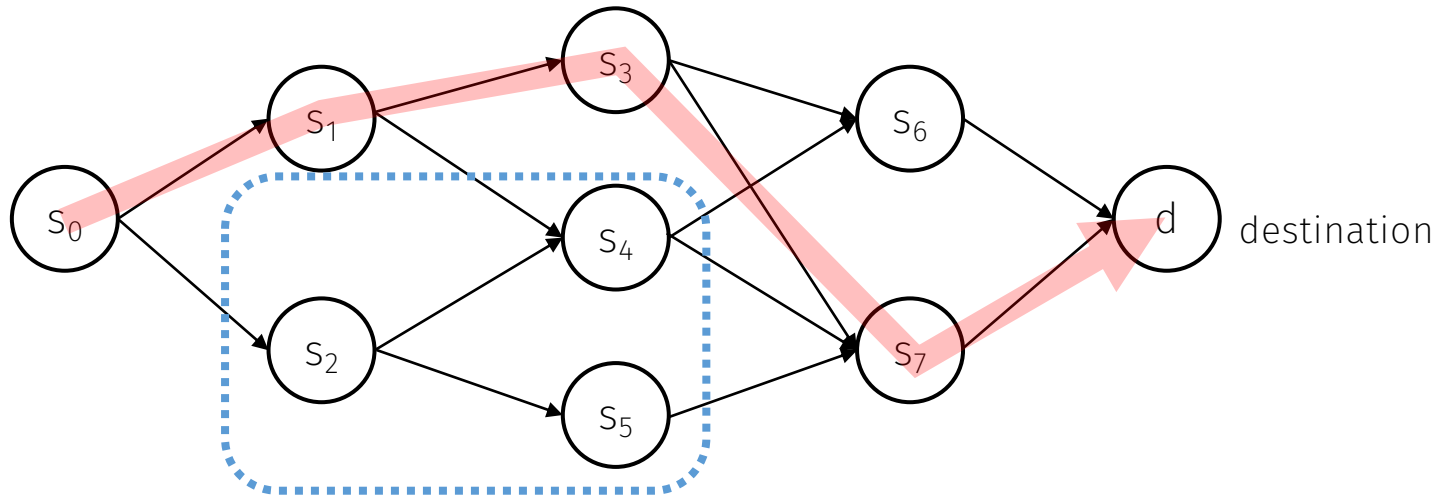 s₀
s₁
s₂
s₃
s₄
s₅
s₆
s₇
d
destination